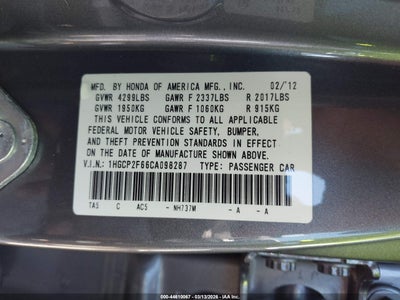 MFD. BY HONDA OF AMERICA MFG., INC. 02/'12
GVWR 4299LBS GAWR F 2337LBS R 2017LBS
GVWR 1950KG GAWR F 1060KG R 915KG
THIS VEHICLE CONFORMS TO ALL APPLICABLE
FEDERAL MOTOR VEHICLE SAFETY, BUMPER,
AND THEFT PREVENTION STANDARDS IN EFFECT
ON THE DATE OF MANUFACTURE SHOWN ABOVE.
V.I.N.: 1HGCP2F66CA098287 TYPE: PASSENGER CAR
TA5 C AC5 - NH737M - A - A
000-44610067 - 03/13/2026 - IAA Inc.